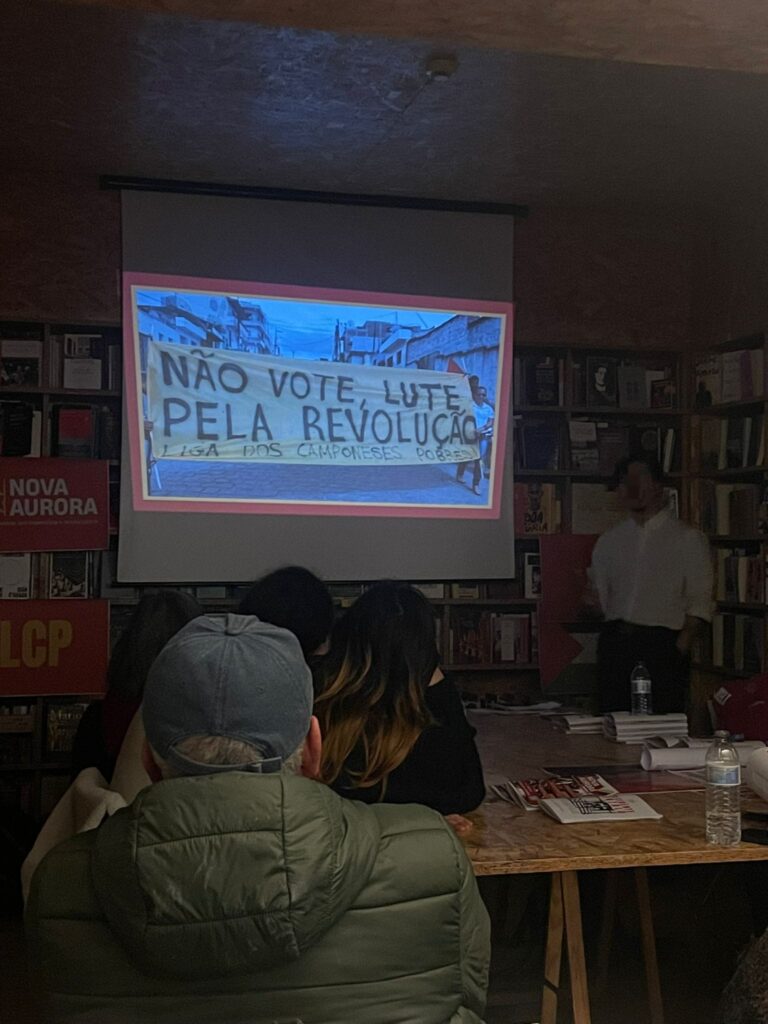 NÃO VOTE, LUTE
PELA REVOLUÇÃO
LIGA DOS CAMPONESES POBRES
NOVA
AURORA
LCP